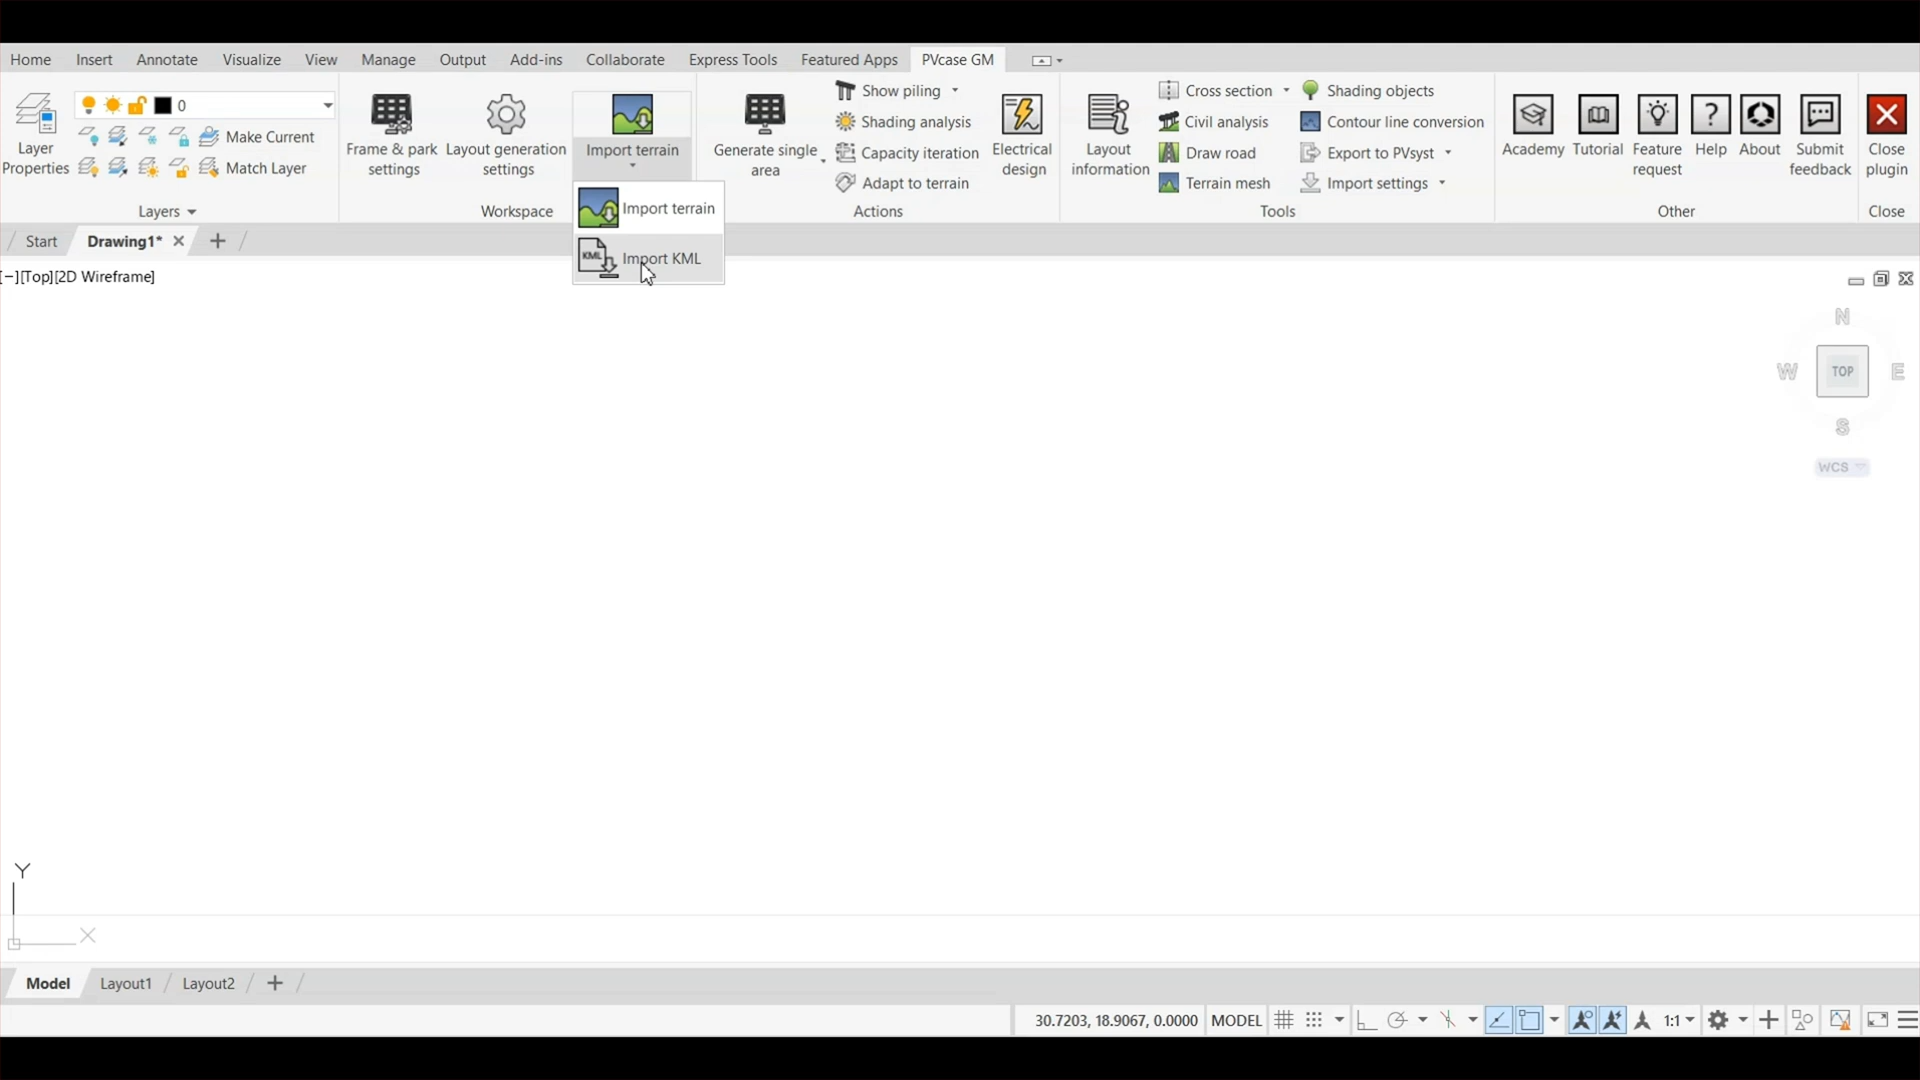 Home Insert Annotate Visualize View Manage Output Add-ins Collaborate Express Tools Featured Apps PVcase GM
0
Make Current
Match Layer
Layer
Properties
Layers
Frame & park
settings
Layout generation
settings
Import terrain
Workspace
Import terrain
KML Import KML
Generate single
area
Show piling
Shading analysis
Capacity iteration
Adapt to terrain
Electrical
design
Actions
Layout
information
Cross section
Civil analysis
Draw road
Terrain mesh
Shading objects
Contour line conversion
Export to PVsyst
Import settings
Tools
Academy
Tutorial
Feature
request
?
Help
About
Submit
feedback
Other
Close
plugin
Close
Start Drawing1*
[−][Top][2D Wireframe]
N
W TOP E
S
WCS
Y
X
Model Layout1 Layout2
30.7203, 18.9067, 0.0000 MODEL 1:1